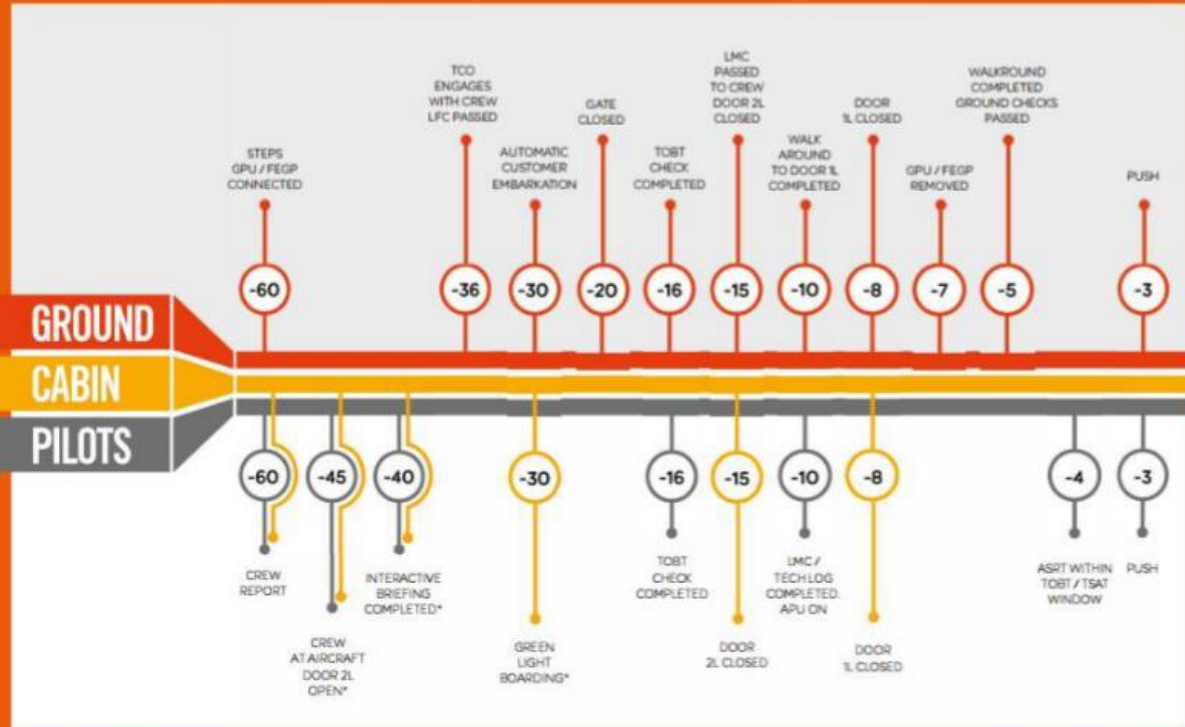 TCO
ENGAGES
WITH CREW
LFC PASSED
LMC
PASSED
TO CREW
DOOR 2L
CLOSED
WALKROUND
COMPLETED
GROUND CHECKS
PASSED
GATE
CLOSED
DOOR
1L CLOSED
STEPS
GPU / FEGP
CONNECTED
AUTOMATIC
CUSTOMER
EMBARKATION
TOBT
CHECK
COMPLETED
WALK
AROUND
TO DOOR 1L
COMPLETED
GPU / FEGP
REMOVED
PUSH
-60
-36
-30
-20
-16
-15
-10
-8
-7
-5
-3
GROUND
CABIN
PILOTS
-60
-45
-40
-30
-16
-15
-10
-8
-4
-3
CREW
REPORT
CREW
AT AIRCRAFT
DOOR 2L
OPEN*
INTERACTIVE
BRIEFING
COMPLETED*
GREEN
LIGHT
BOARDING*
TOBT
CHECK
COMPLETED
DOOR
2L CLOSED
LMC /
TECH LOG
COMPLETED.
APU ON
DOOR
1L CLOSED
ASRT WITHIN
TOBT / TSAT
WINDOW
PUSH